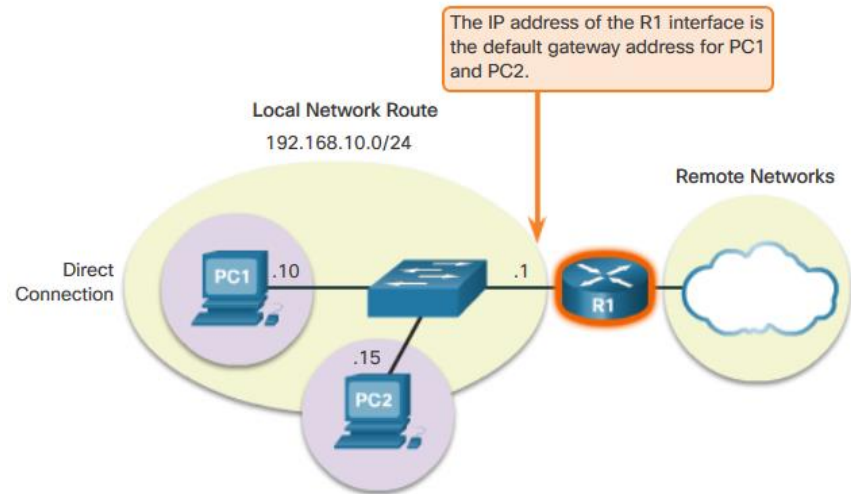 The IP address of the R1 interface is
the default gateway address for PC1
and PC2.
Local Network Route
192.168.10.0/24
Remote Networks
Direct
Connection
PC1
.10
.1
R1
.15
PC2